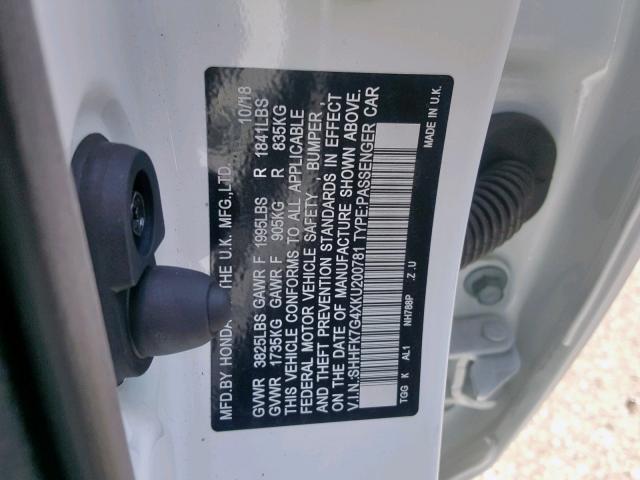 MFD.BY HONDA THE U.K. MFG.,LTD. 10/18
GVWR 3825LBS GAWR F 1995LBS R 1841LBS
GVWR 1735KG GAWR F 905KG R 835KG
THIS VEHICLE CONFORMS TO ALL APPLICABLE
FEDERAL MOTOR VEHICLE SAFETY, BUMPER,
AND THEFT PREVENTION STANDARDS IN EFFECT
ON THE DATE OF MANUFACTURE SHOWN ABOVE.
V.I.N.:SHHFK7G4XKU200781 TYPE:PASSENGER CAR
TGG K AL1 NH788P .Z.U MADE IN U.K.